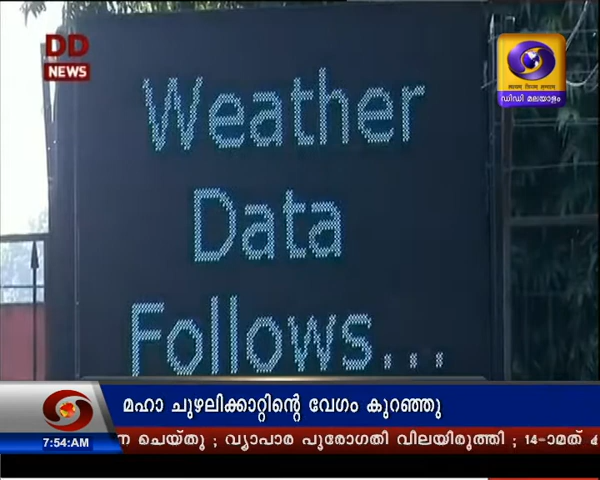 DD
NEWS
ഡിഡി മലയാളം
Weather
Data
Follows...
മഹാ ചുഴലിക്കാറ്റിന്റെ വേഗം കുറഞ്ഞു
7:54:AM
ന ചെയ്തു ; വ്യാപാര പുരോഗതി വിലയിരുത്തി ; 14-ാമത്